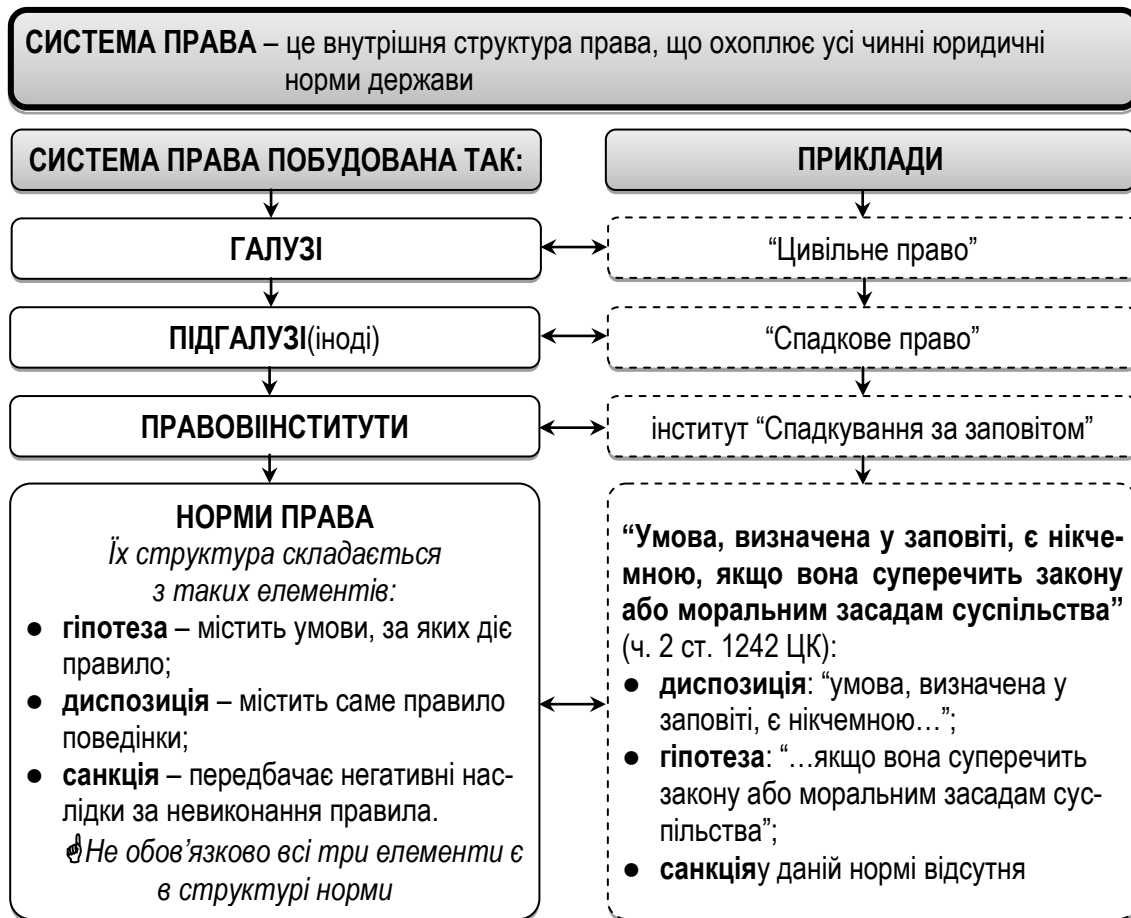 СИСТЕМА ПРАВА – це внутрішня структура права, що охоплює усі чинні юридичні
норми держави
СИСТЕМА ПРАВА ПОБУДОВАНА ТАК:
ПРИКЛАДИ
ГАЛУЗІ
“Цивільне право”
ПІДГАЛУЗІ(іноді)
“Спадкове право”
ПРАВОВІІНСТИТУТИ
інститут “Спадкування за заповітом”
НОРМИ ПРАВА
Їх структура складається
з таких елементів:
● гіпотеза – містить умови, за яких діє
правило;
● диспозиція – містить саме правило
поведінки;
● санкція – передбачає негативні нас-
лідки за невиконання правила.
☝Не обов’язково всі три елементи є
в структурі норми
“Умова, визначена у заповіті, є нікче-
мною, якщо вона суперечить закону
або моральним засадам суспільства”
(ч. 2 ст. 1242 ЦК):
● диспозиція: “умова, визначена у
заповіті, є нікчемною…”;
● гіпотеза: “…якщо вона суперечить
закону або моральним засадам сус-
пільства”;
● санкціяу даній нормі відсутня